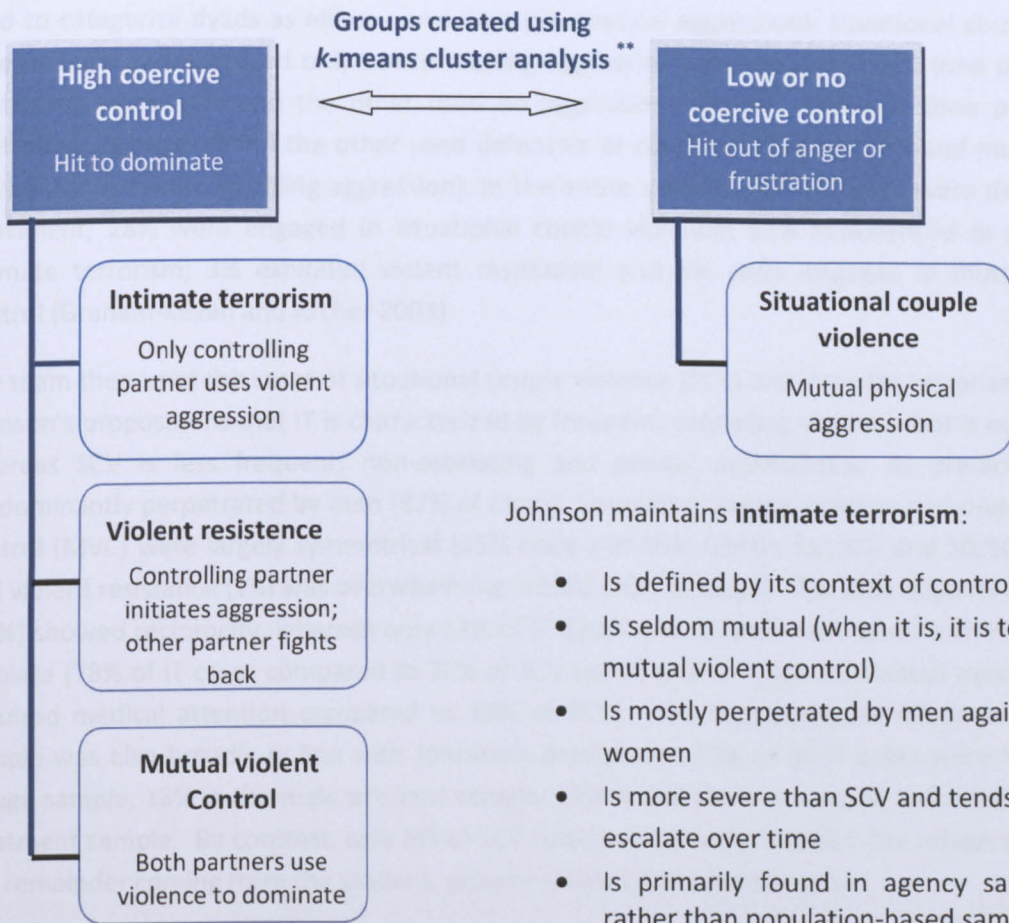 Groups created using
k-means cluster analysis **
High coercive
control
Hit to dominate
Low or no
coercive control
Hit out of anger or
frustration
Intimate terrorism
Only controlling
partner uses violent
aggression
Situational couple
violence
Mutual physical
aggression
Violent resistance
Controlling partner
initiates aggression;
other partner fights
back
Mutual violent
Control
Both partners use
violence to dominate
Johnson maintains intimate terrorism:
• Is defined by its context of control
• Is seldom mutual (when it is, it is
mutual violent control)
• Is mostly perpetrated by men
women
• Is more severe than SCV and tends
escalate over time
• Is primarily found in agency
rather than population-based